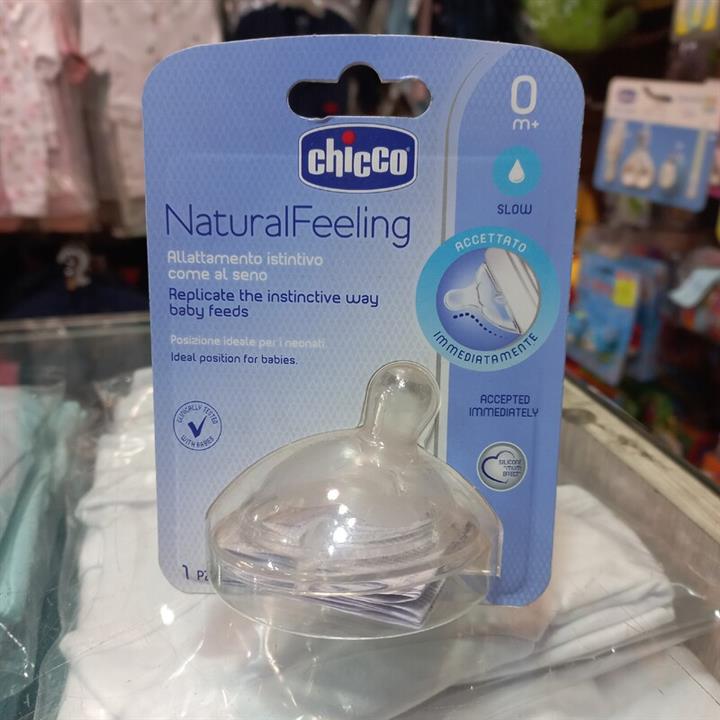 0
m+
chicco
SLOW
NaturalFeeling
Allattamento istintivo
come al seno
Replicate the instinctive way
baby feeds
ACCETTATO
IMMEDIATAMENTE
Posizione ideale per i neonati.
Ideal position for babies.
ACCEPTED
IMMEDIATELY
CLINICALLY TESTED
WITH BABIES
SILICONE
1